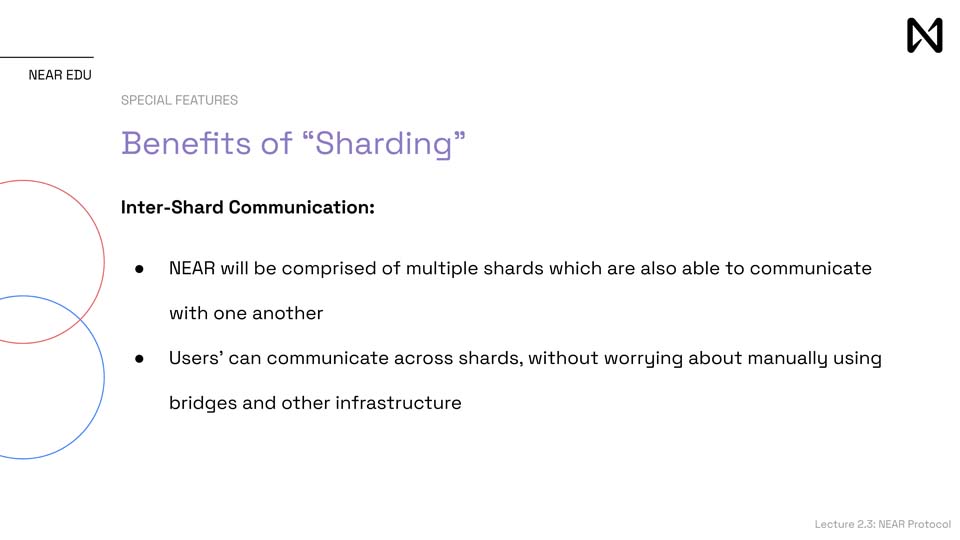 NEAR EDU
SPECIAL FEATURES
Benefits of “Sharding”
Inter-Shard Communication:
● NEAR will be comprised of multiple shards which are also able to communicate
with one another
● Users’ can communicate across shards, without worrying about manually using
bridges and other infrastructure
Lecture 2.3: NEAR Protocol